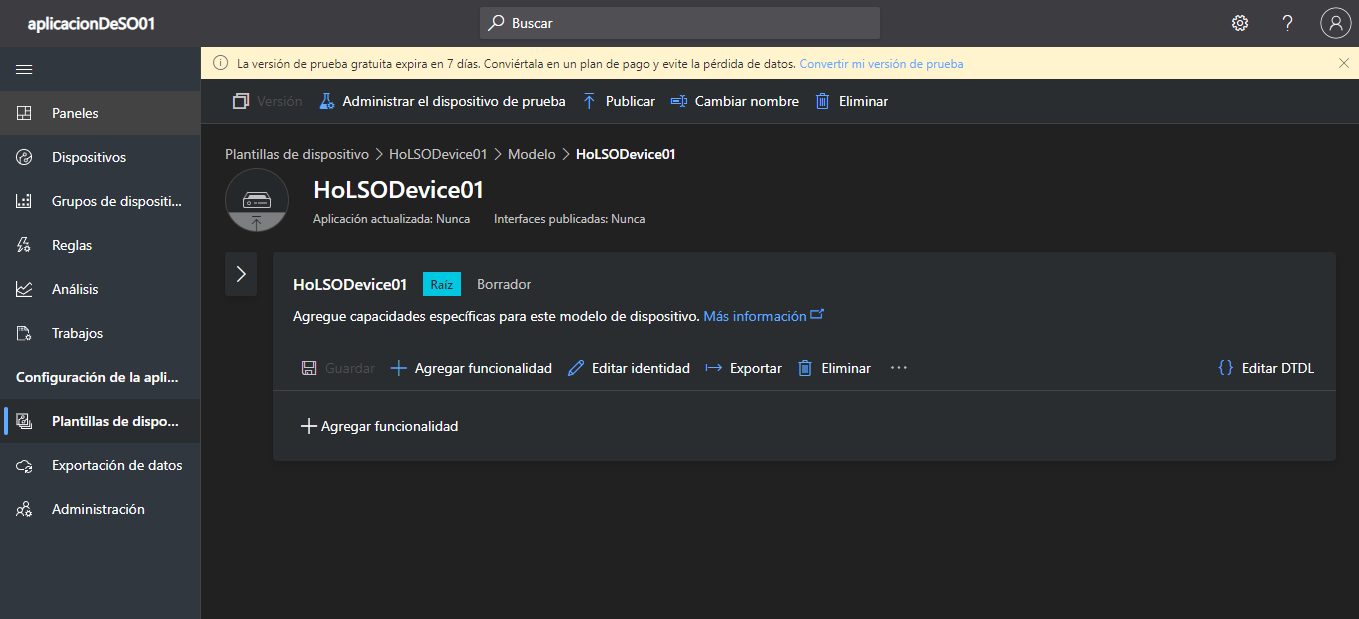 aplicacionDeSO01
Buscar
?
La versión de prueba gratuita expira en 7 días. Conviértala en un plan de pago y evite la pérdida de datos. Convertir mi versión de prueba
Versión Administrar el dispositivo de prueba Publicar Cambiar nombre Eliminar
Paneles
Dispositivos
Grupos de dispositi...
Reglas
Análisis
Trabajos
Configuración de la apli...
Plantillas de dispo...
Exportación de datos
Administración
Plantillas de dispositivo > HoLSODevice01 > Modelo > HoLSODevice01
HoLSODevice01
Aplicación actualizada: Nunca Interfaces publicadas: Nunca
HoLSODevice01 Raíz Borrador
Agregue capacidades específicas para este modelo de dispositivo. Más información
Guardar Agregar funcionalidad Editar identidad Exportar Eliminar ... {} Editar DTDL
Agregar funcionalidad